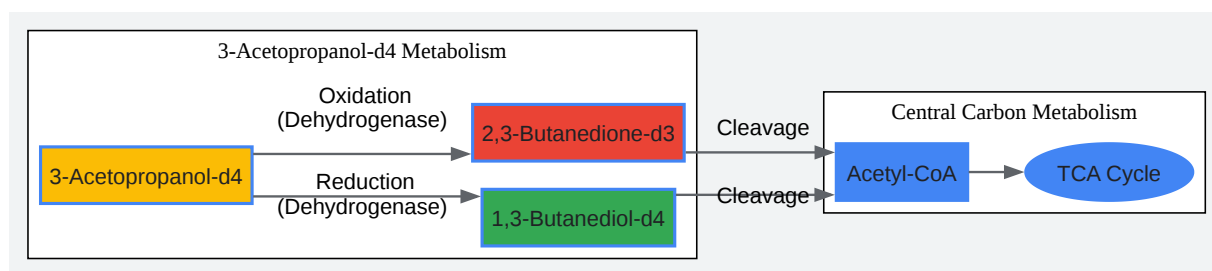 3-Acetopropanol-d4 Metabolism
Oxidation
(Dehydrogenase)
2,3-Butanedione-d3
Cleavage
Central Carbon Metabolism
3-Acetopropanol-d4
Acetyl-CoA
TCA Cycle
Reduction
(Dehydrogenase)
1,3-Butanediol-d4
Cleavage